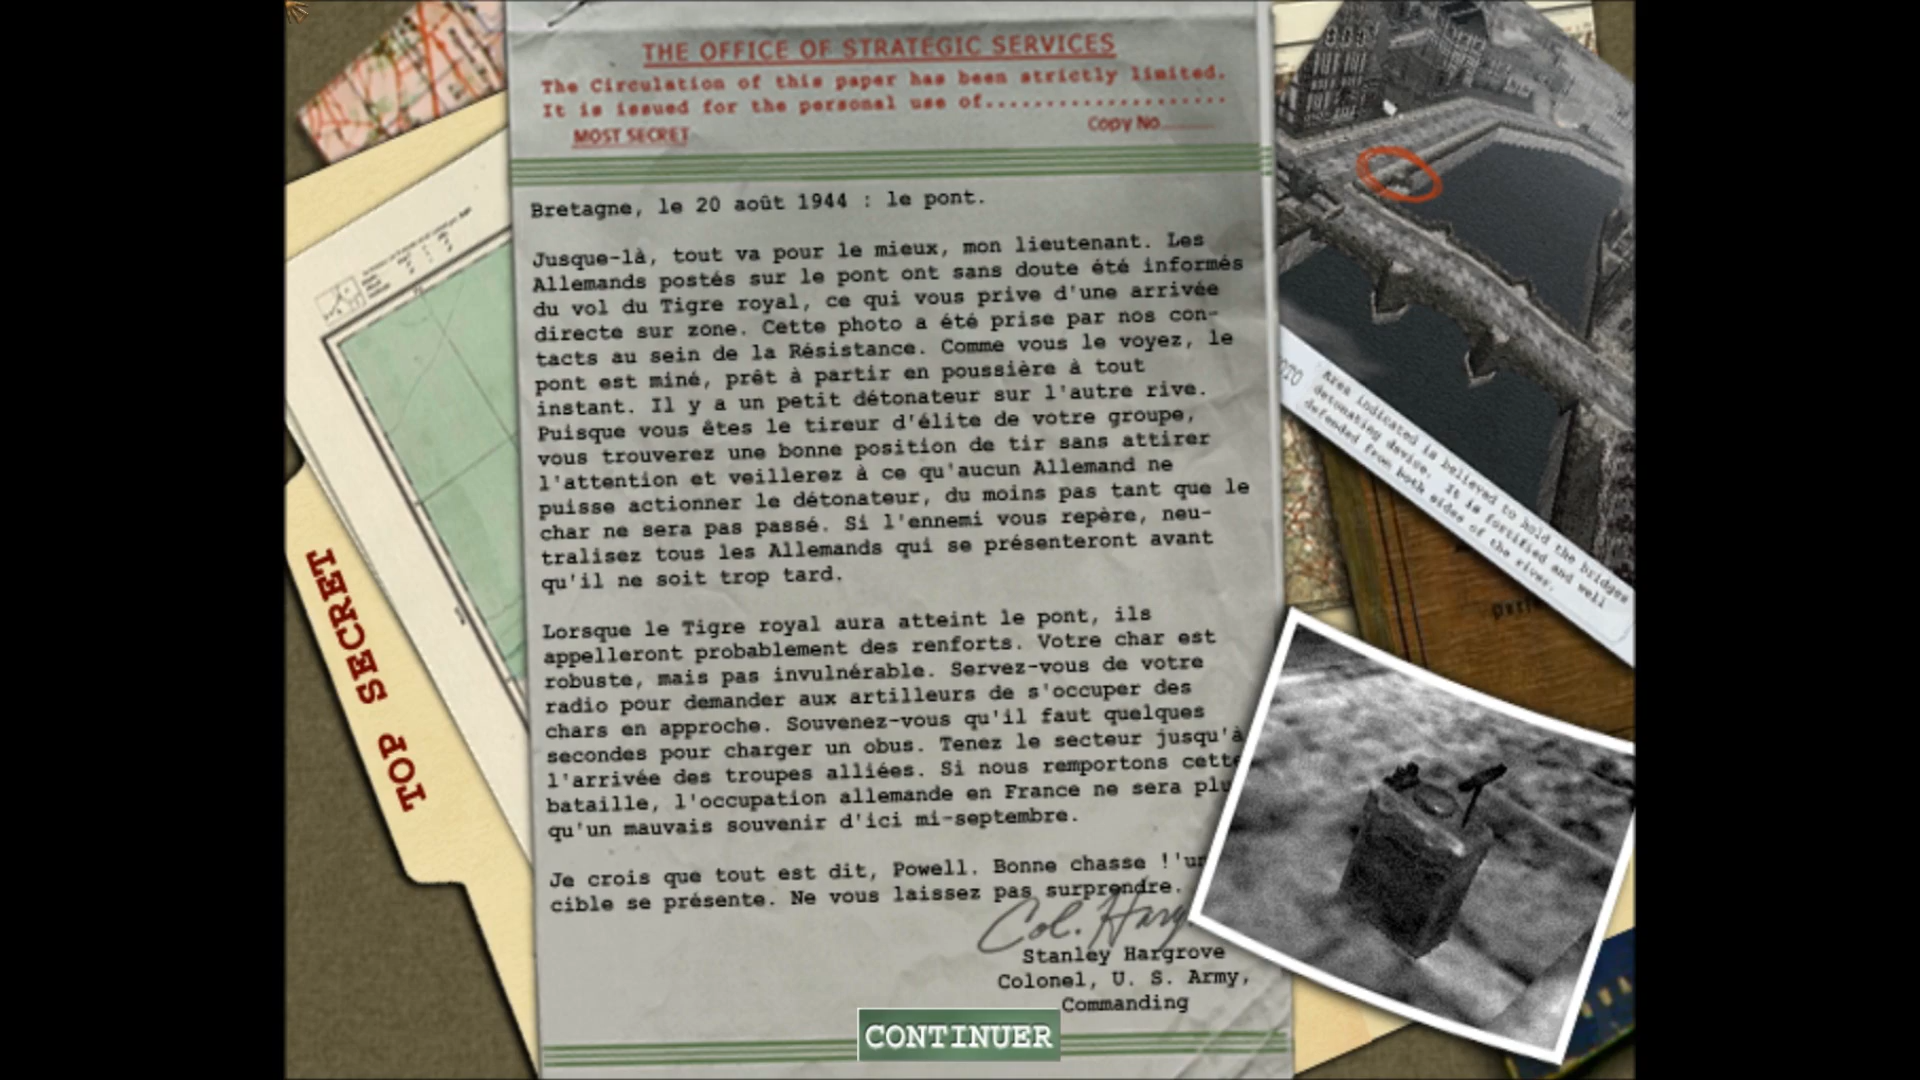 THE OFFICE OF STRATEGIC SERVICES
The Circulation of this paper has been strictly limited.
It is issued for the personal use of.....................
MOST SECRET
Copy No.........
Bretagne, le 20 août 1944 : le pont.
Jusque-là, tout va pour le mieux, mon lieutenant. Les
Allemands postés sur le pont ont sans doute été informés
du vol du Tigre royal, ce qui vous prive d'une arrivée
directe sur zone. Cette photo a été prise par nos con-
tacts au sein de la Résistance. Comme vous le voyez, le
pont est miné, prêt à partir en poussière à tout
instant. Il y a un petit détonateur sur l'autre rive.
Puisque vous êtes le tireur d'élite de votre groupe,
vous trouverez une bonne position de tir sans attirer
l'attention et veillerez à ce qu'aucun Allemand ne
puisse actionner le détonateur, du moins pas tant que le
char ne sera pas passé. Si l'ennemi vous repère, neu-
tralisez tous les Allemands qui se présenteront avant
qu'il ne soit trop tard.
Lorsque le Tigre royal aura atteint le pont, ils
appelleront probablement des renforts. Votre char est
robuste, mais pas invulnérable. Servez-vous de votre
radio pour demander aux artilleurs de s'occuper des
chars en approche. Souvenez-vous qu'il faut quelques
secondes pour charger un obus. Tenez le secteur jusqu'à
l'arrivée des troupes alliées. Si nous remportons cette
bataille, l'occupation allemande en France ne sera plu
qu'un mauvais souvenir d'ici mi-septembre.
Je crois que tout est dit, Powell. Bonne chasse !'un
cible se présente. Ne vous laissez pas surprendre.
Col. Harg
Stanley Hargrove
Colonel, U. S. Army,
Commanding
CONTINUER
TOP SECRET
Area indicated is believed to hold the bridges
detonating device. It is fortified and well
defended from both sides of the river.